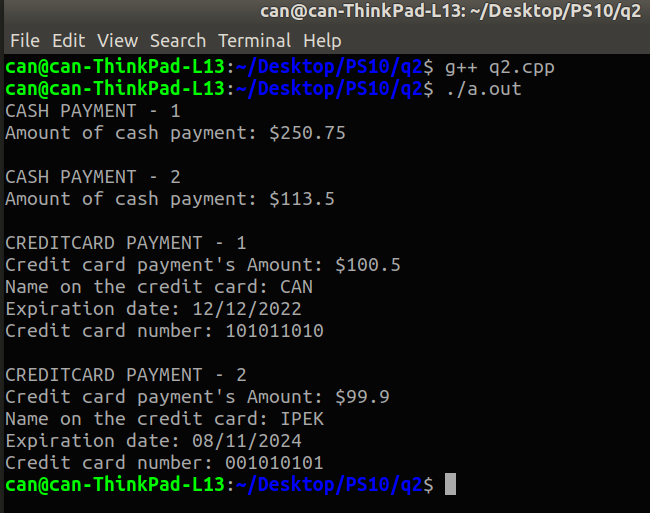 can@can-ThinkPad-L13: ~/Desktop/PS10/q2
File Edit View Search Terminal Help
can@can-ThinkPad-L13:~/Desktop/PS10/q2$ g++ q2.cpp
can@can-ThinkPad-L13:~/Desktop/PS10/q2$ ./a.out
CASH PAYMENT - 1
Amount of cash payment: $250.75
CASH PAYMENT - 2
Amount of cash payment: $113.5
CREDITCARD PAYMENT - 1
Credit card payment's Amount: $100.5
Name on the credit card: CAN
Expiration date: 12/12/2022
Credit card number: 101011010
CREDITCARD PAYMENT - 2
Credit card payment's Amount: $99.9
Name on the credit card: IPEK
Expiration date: 08/11/2024
Credit card number: 001010101
can@can-ThinkPad-L13:~/Desktop/PS10/q2$